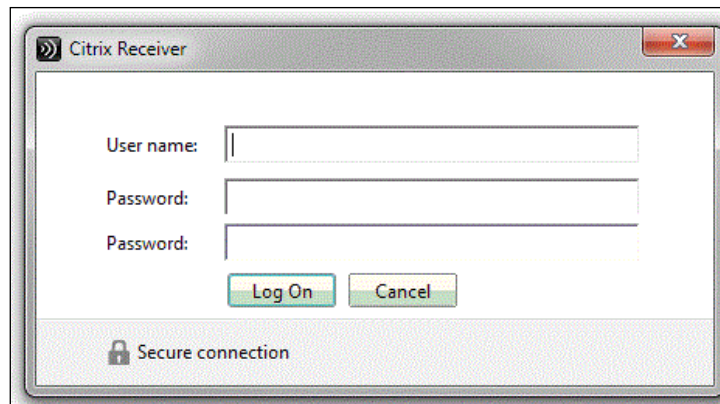 Citrix Receiver
User name:
Password:
Password:
Log On Cancel
Secure connection